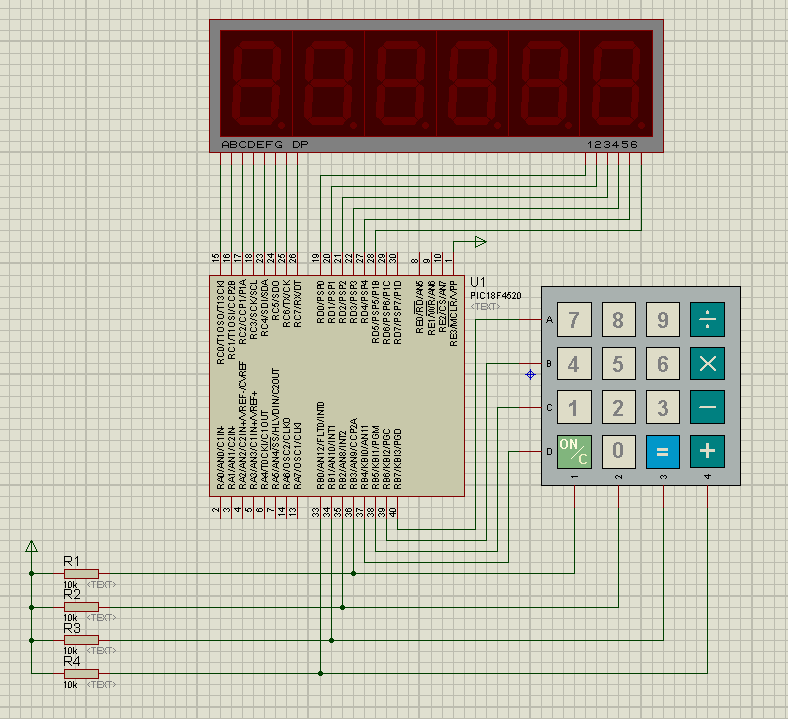 ABCDEFG DP
123456
15 16 17 18 23 24 25 26 19 20 21 22 27 28 29 30 8 9 10 1
U1
PIC18F4520
<TEXT>
RC0/T1OSO/T13CKI
RC1/T1OSI/CCP2B
RC2/CCP1/P1A
RC3/SCK/SCL
RC4/SDI/SDA
RC5/SDO
RC6/TX/CK
RC7/RX/DT
RD0/PSP0
RD1/PSP1
RD2/PSP2
RD3/PSP3
RD4/PSP4
RD5/PSP5/P1B
RD6/PSP6/P1C
RD7/PSP7/P1D
RE0/RD/AN5
RE1/WR/AN6
RE2/CS/AN7
RE3/MCLR/VPP
RA0/AN0/C1IN-
RA1/AN1/C2IN-
RA2/AN2/C2IN+/VREF-/CVREF
RA3/AN3/C1IN+/VREF+
RA4/T0CKI/C1OUT
RA5/AN4/SS/HLVDIN/C2OUT
RA6/OSC2/CLKO
RA7/OSC1/CLKI
RB0/AN12/FLT0/INT0
RB1/AN10/INT1
RB2/AN8/INT2
RB3/AN9/CCP2A
RB4/KBI0/AN11
RB5/KBI1/PGM
RB6/KBI2/PGC
RB7/KBI3/PGD
2 3 4 5 6 7 14 13 33 34 35 36 37 38 39 40
A 7 8 9 ÷
B 4 5 6 ×
C 1 2 3 −
D ON/C 0 = +
1 2 3 4
R1
10k <TEXT>
R2
10k <TEXT>
R3
10k <TEXT>
R4
10k <TEXT>